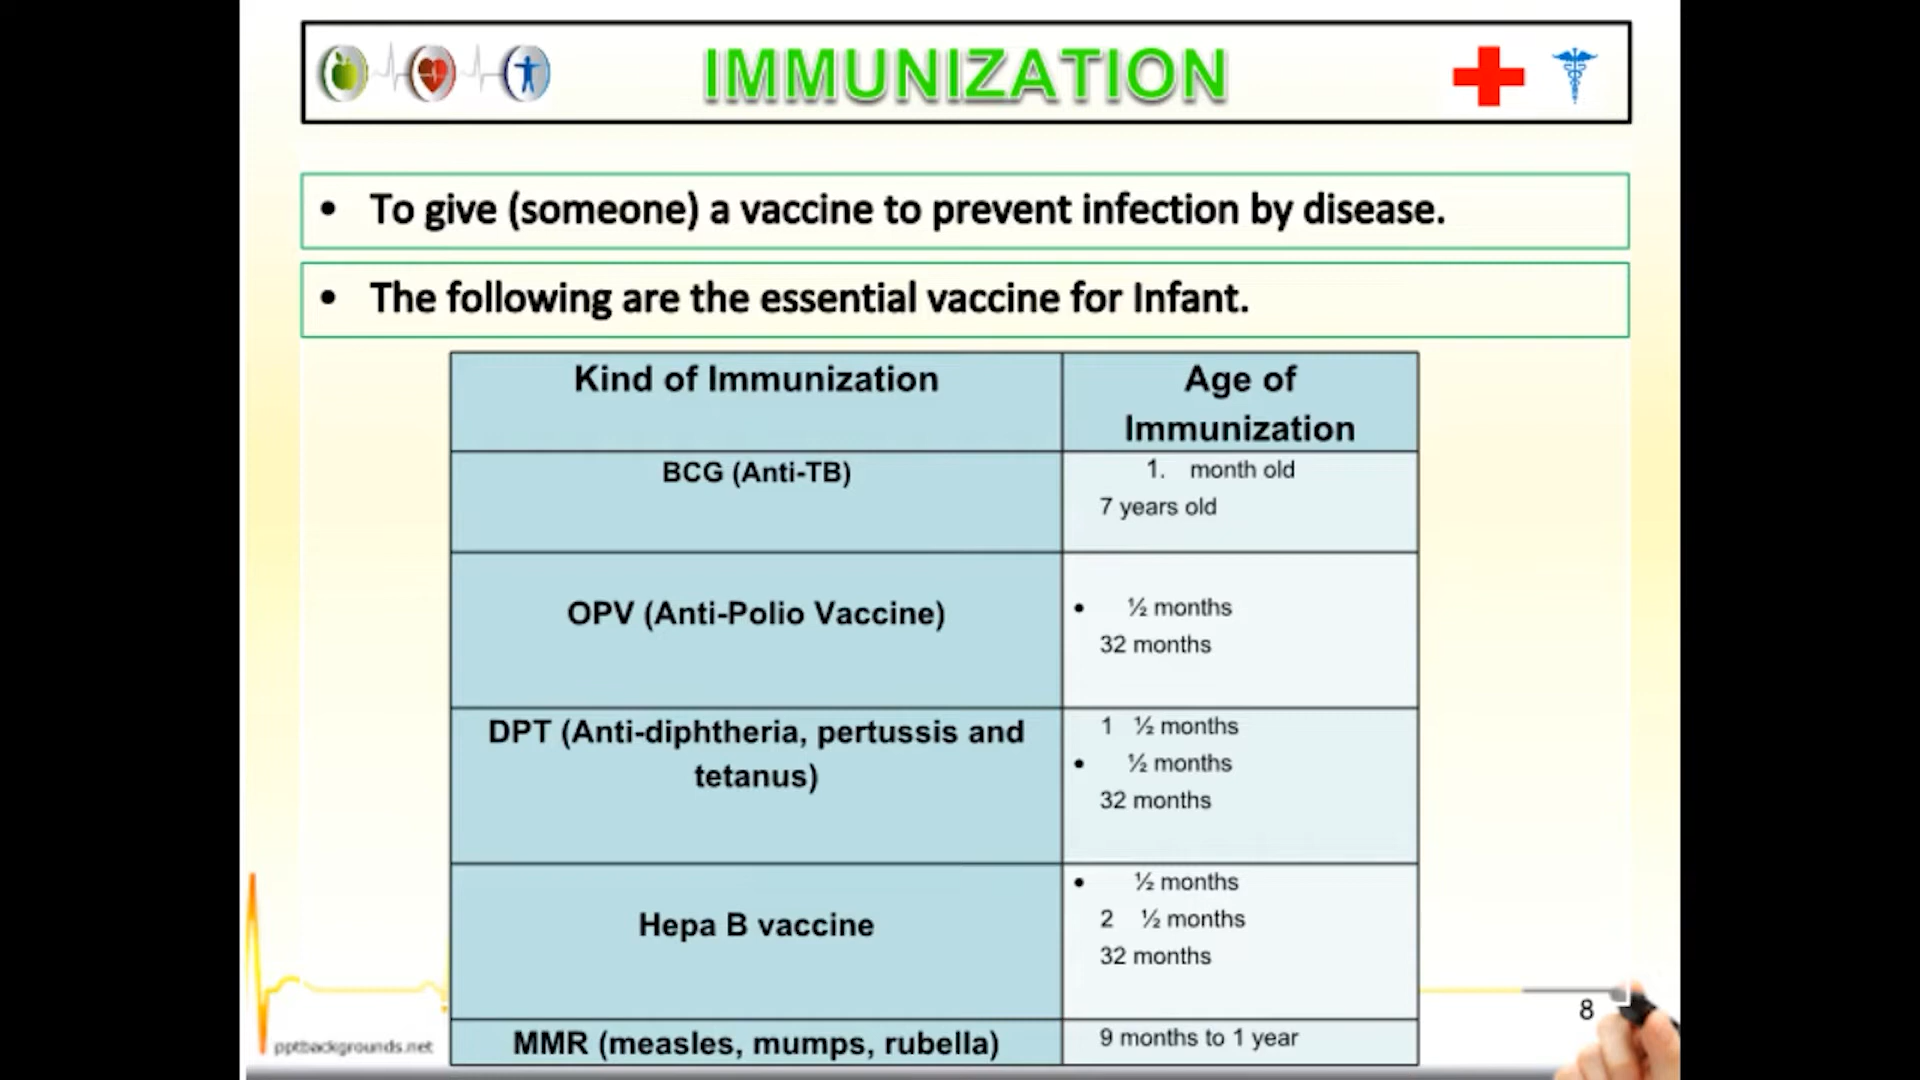 IMMUNIZATION
• To give (someone) a vaccine to prevent infection by disease.
• The following are the essential vaccine for Infant.
Kind of Immunization
Age of
Immunization
BCG (Anti-TB)
1. month old
7 years old
OPV (Anti-Polio Vaccine)
• ½ months
32 months
DPT (Anti-diphtheria, pertussis and
tetanus)
1 ½ months
• ½ months
32 months
Hepa B vaccine
• ½ months
2 ½ months
32 months
MMR (measles, mumps, rubella)
9 months to 1 year
8
pptbackgrounds.net